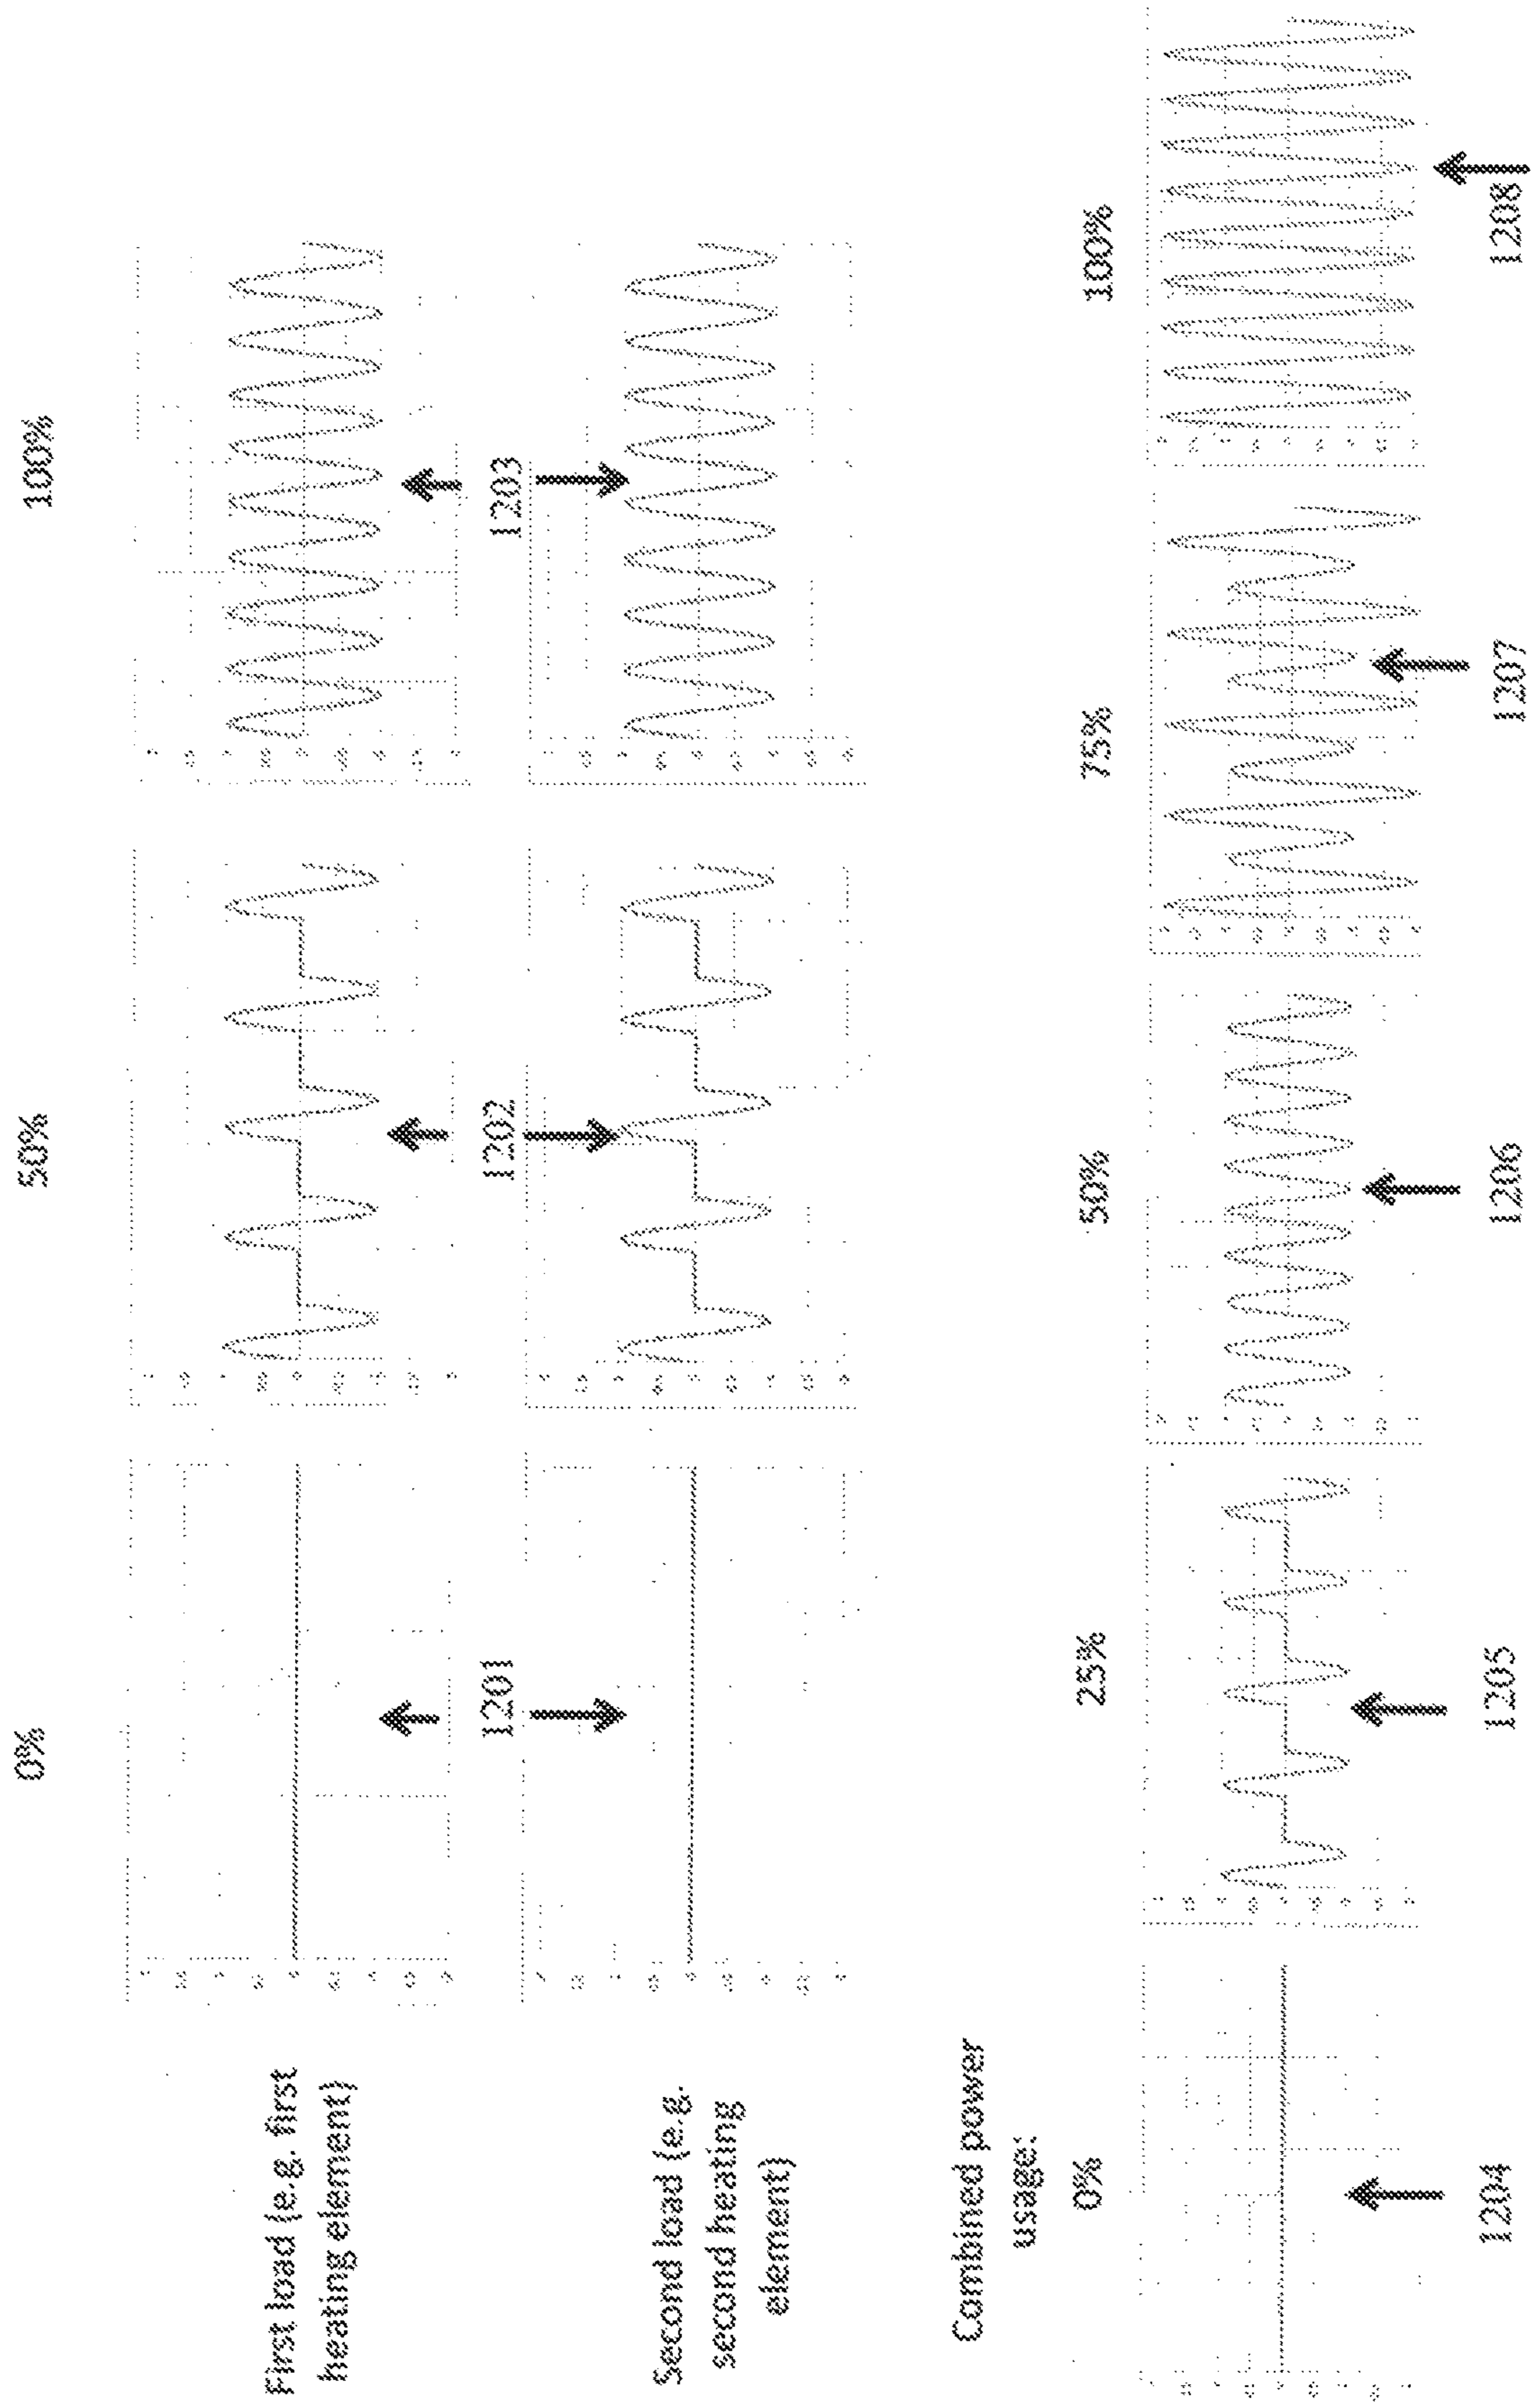 0%
50%
100%
First load (e.g. first
heating element)
1201
1202
1203
Second load (e.g.
second heating
element)
Combined power
usage:
0%
25%
50%
75%
100%
1204
1205
1206
1207
1208